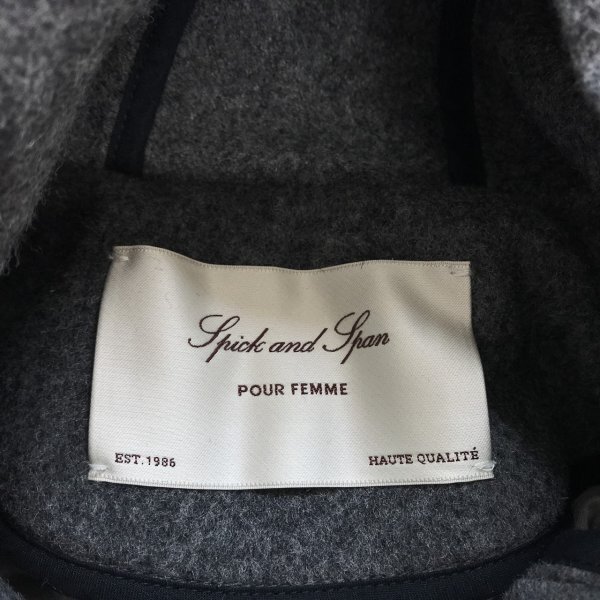 Spick and Span
POUR FEMME
EST.1986
HAUTE QUALITÉ